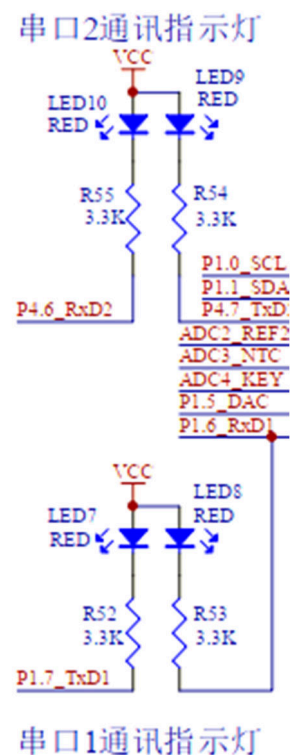 串口2通讯指示灯
VCC
LED9
RED
LED10
RED
R55
3.3K
R54
3.3K
P1.0_SCL
P1.1_SDA
P4.6_RxD2
P4.7_TxD
ADC2_REF2
ADC3_NTC
ADC4_KEY
P1.5_DAC
P1.6_RxD1
VCC
LED8
RED
LED7
RED
R52
3.3K
R53
3.3K
P1.7_TxD1
串口1通讯指示灯